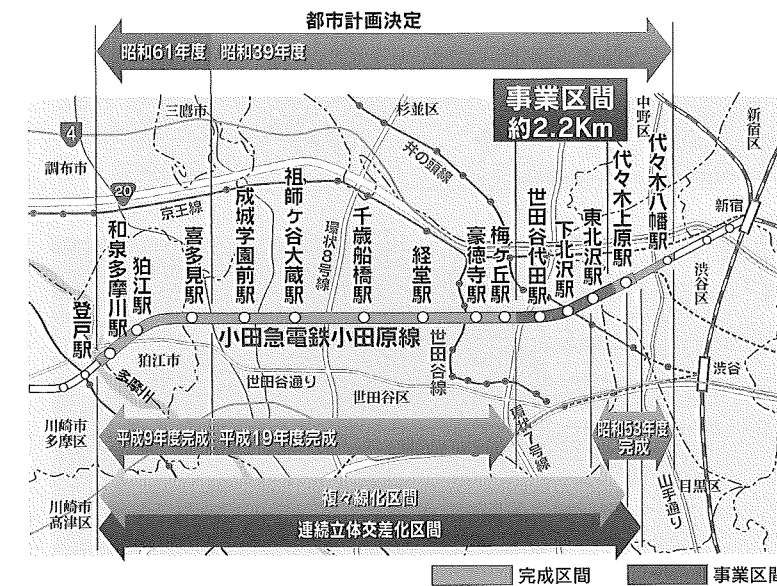 都市計画決定
昭和61年度
昭和39年度
事業区間
約2.2Km
三鷹市
杉並区
中野区
新宿区
4
調布市
20
京王線
井の頭線
新宿
代々木八幡駅
代々木上原駅
東北沢駅
下北沢駅
世田谷代田駅
梅ヶ丘駅
豪徳寺駅
経堂駅
千歳船橋駅
環状8号線
祖師ヶ谷大蔵駅
成城学園前駅
喜多見駅
狛江駅
和泉多摩川駅
登戸駅
渋谷区
小田急電鉄小田原線
世田谷線
狛江市
多摩川
世田谷通り
世田谷区
渋谷
川崎市
多摩区
平成9年度完成
平成19年度完成
環状7号線
昭和53年度
完成
山手通り
目黒区
川崎市
高津区
複々線化区間
連続立体交差化区間
完成区間
事業区間